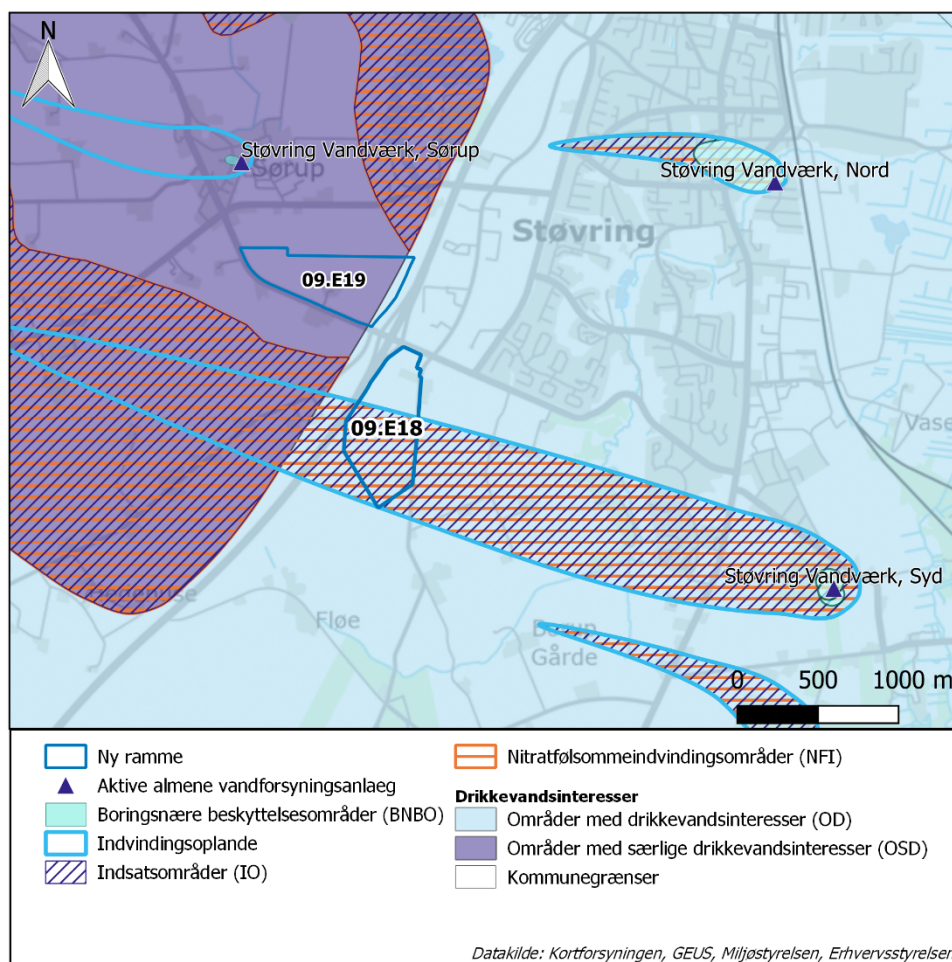 N
Støvring Vandværk, Sørup
Sørup
Støvring Vandværk, Nord
Støvring
09.E19
09.E18
Vase
Støvring Vandværk, Syd
Fløe
Gårde
0 500 1000 m
Ny ramme
Aktive almene vandforsyningsanlaeg
Boringsnære beskyttelsesområder (BNBO)
Indvindingsoplande
Indsatsområder (IO)
Nitratfølsommeindvindingsområder (NFI)
Drikkevandsinteresser
Områder med drikkevandsinteresser (OD)
Områder med særlige drikkevandsinteresser (OSD)
Kommunegrænser
Datakilde: Kortforsyningen, GEUS, Miljøstyrelsen, Erhvervsstyrelsen